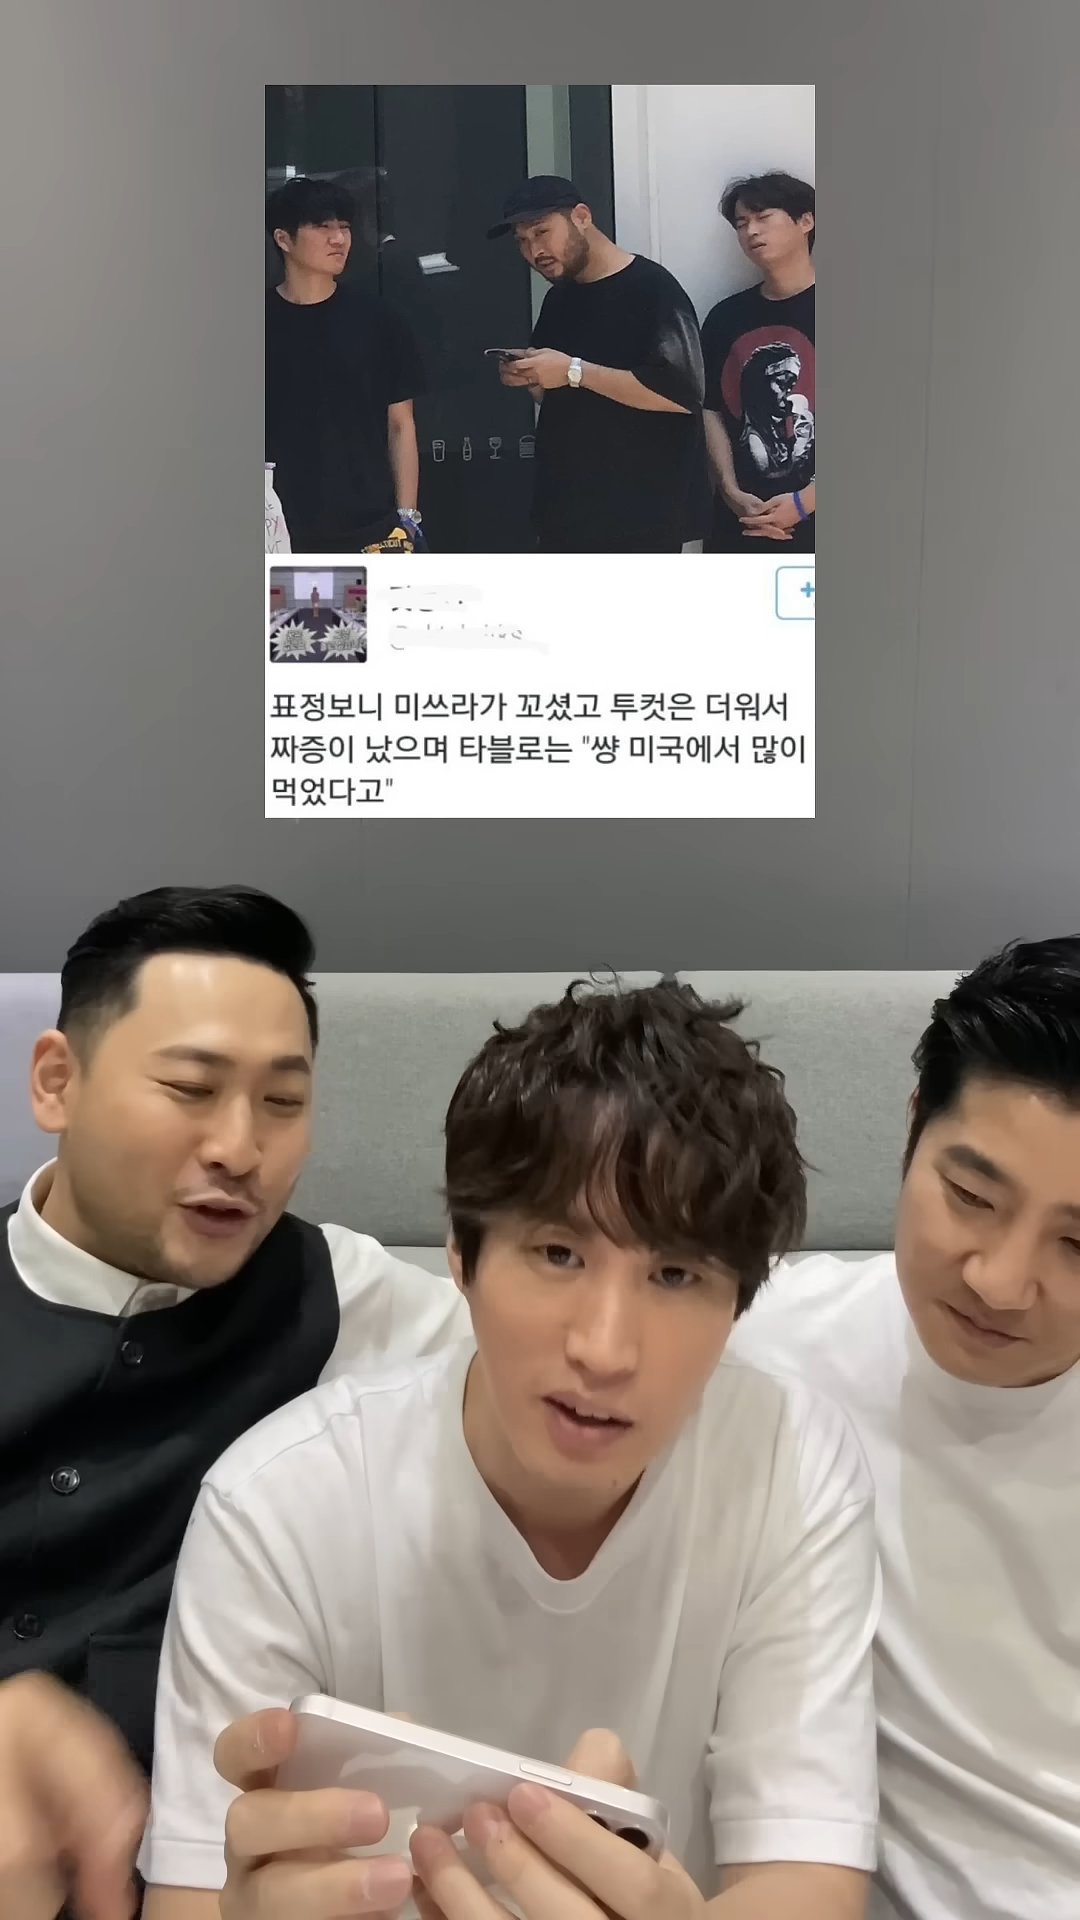 표정보니 미쓰라가 꼬셨고 투컷은 더워서
짜증이 났으며 타블로는 "썅 미국에서 많이
먹었다고"